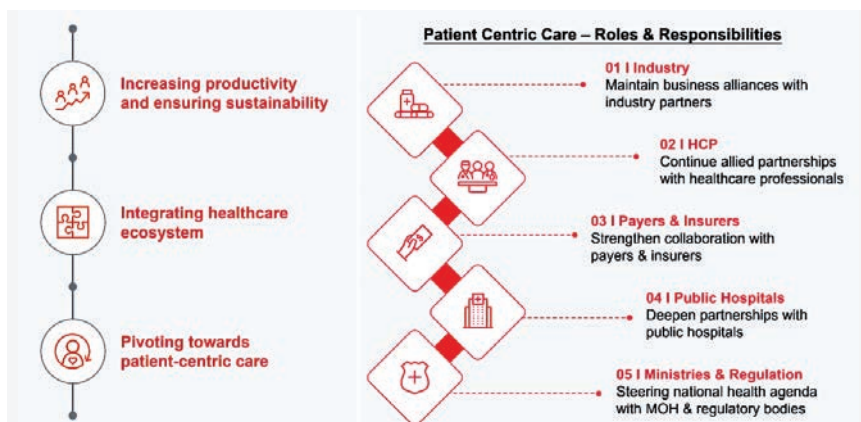 Increasing productivity
and ensuring sustainability
Integrating healthcare
ecosystem
Pivoting towards
patient-centric care
Patient Centric Care – Roles & Responsibilities
01 I Industry
Maintain business alliances with
industry partners
02 I HCP
Continue allied partnerships
with healthcare professionals
03 I Payers & Insurers
Strengthen collaboration with
payers & insurers
04 I Public Hospitals
Deepen partnerships with
public hospitals
05 I Ministries & Regulation
Steering national health agenda
with MOH & regulatory bodies